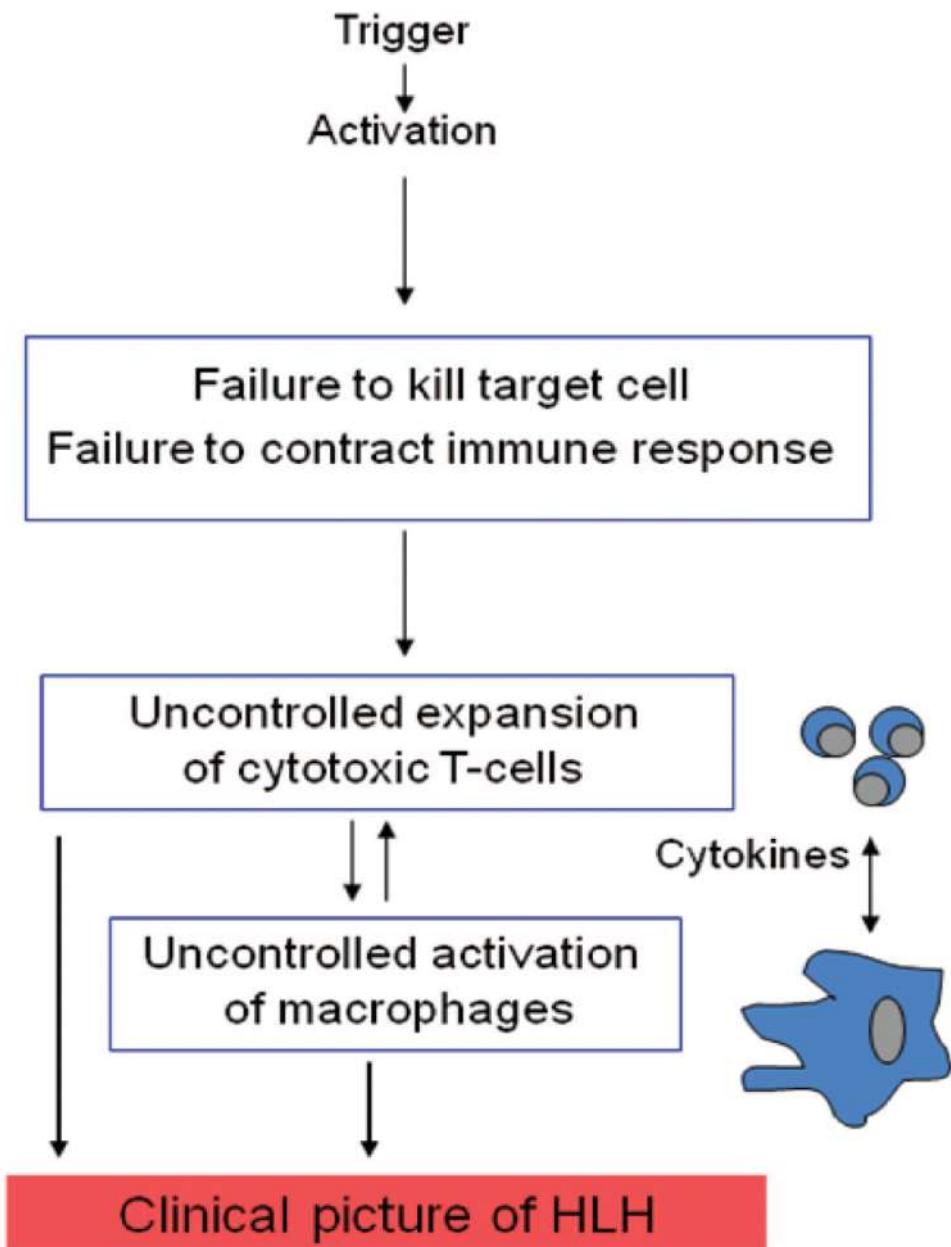 Trigger
Activation
Failure to kill target cell
Failure to contract immune response
Uncontrolled expansion
of cytotoxic T-cells
Cytokines
Uncontrolled activation
of macrophages
Clinical picture of HLH